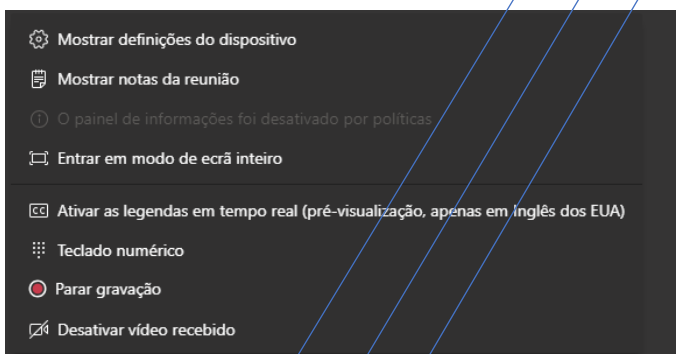 Mostrar definições do dispositivo
Mostrar notas da reunião
O painel de informações foi desativado por políticas
Entrar em modo de ecrã inteiro
CC Ativar as legendas em tempo real (pré-visualização, apenas em Inglês dos EUA)
Teclado numérico
Parar gravação
Desativar vídeo recebido